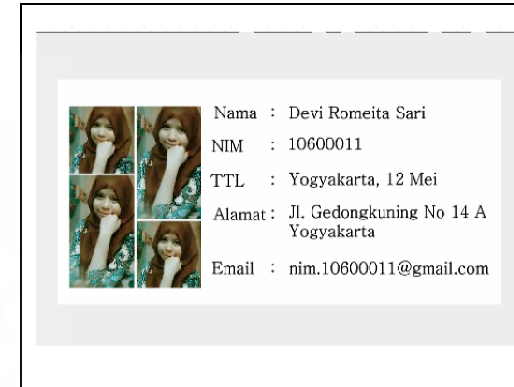 Nama : Devi Romeita Sari
NIM : 10600011
TTL : Yogyakarta, 12 Mei
Alamat : Jl. Gedongkuning No 14 A
Yogyakarta
Email : nim.10600011@gmail.com